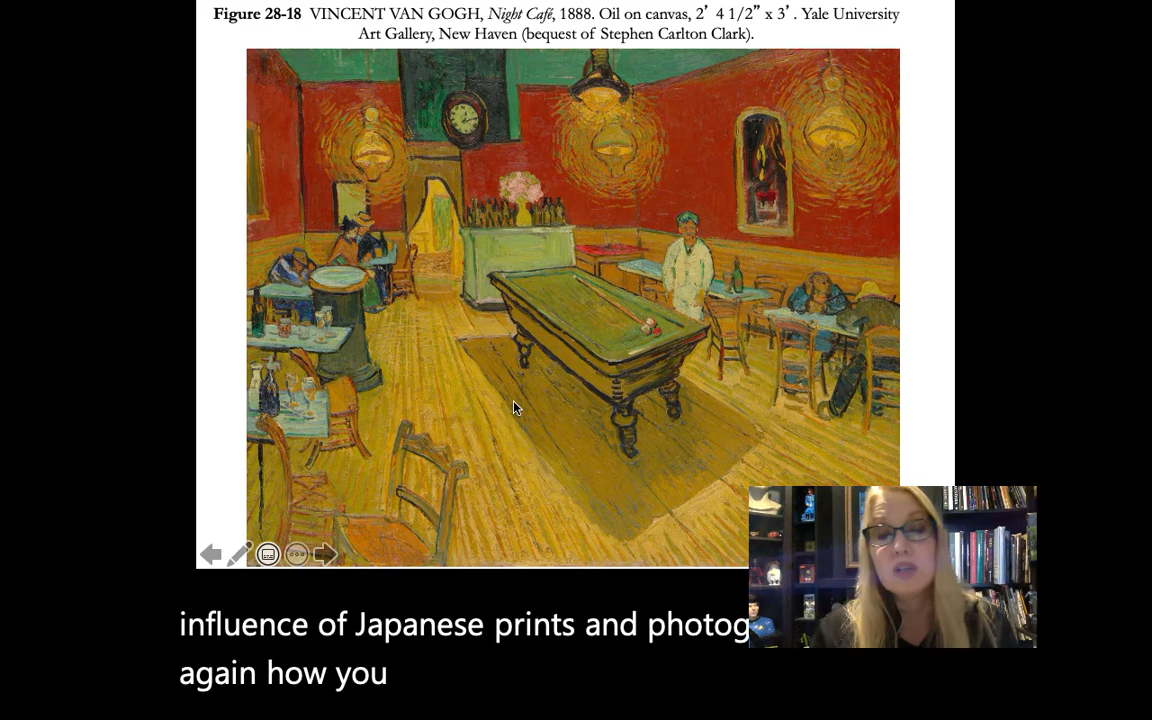 Figure 28-18 VINCENT VAN GOGH, Night Café, 1888. Oil on canvas, 2’ 4 1/2” x 3’ . Yale University
Art Gallery, New Haven (bequest of Stephen Carlton Clark).
influence of Japanese prints and photog
again how you